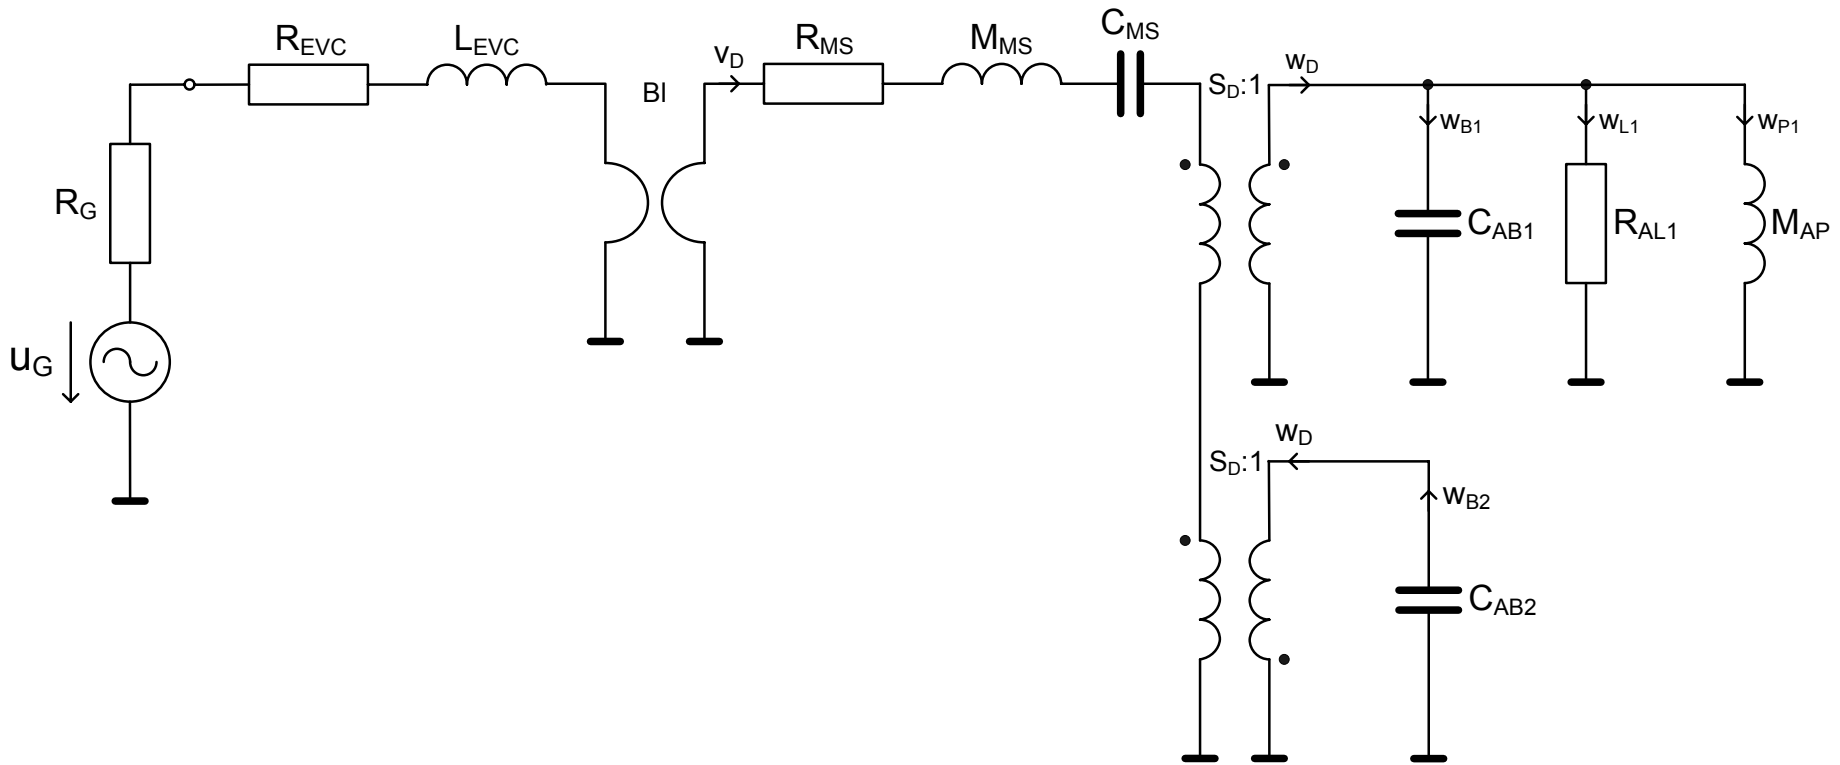 R_EVC
L_EVC
Bl
v_D
R_MS
M_MS
C_MS
S_D:1
w_D
w_B1
w_L1
w_P1
R_G
C_AB1
R_AL1
M_AP
u_G
S_D:1
w_D
w_B2
C_AB2